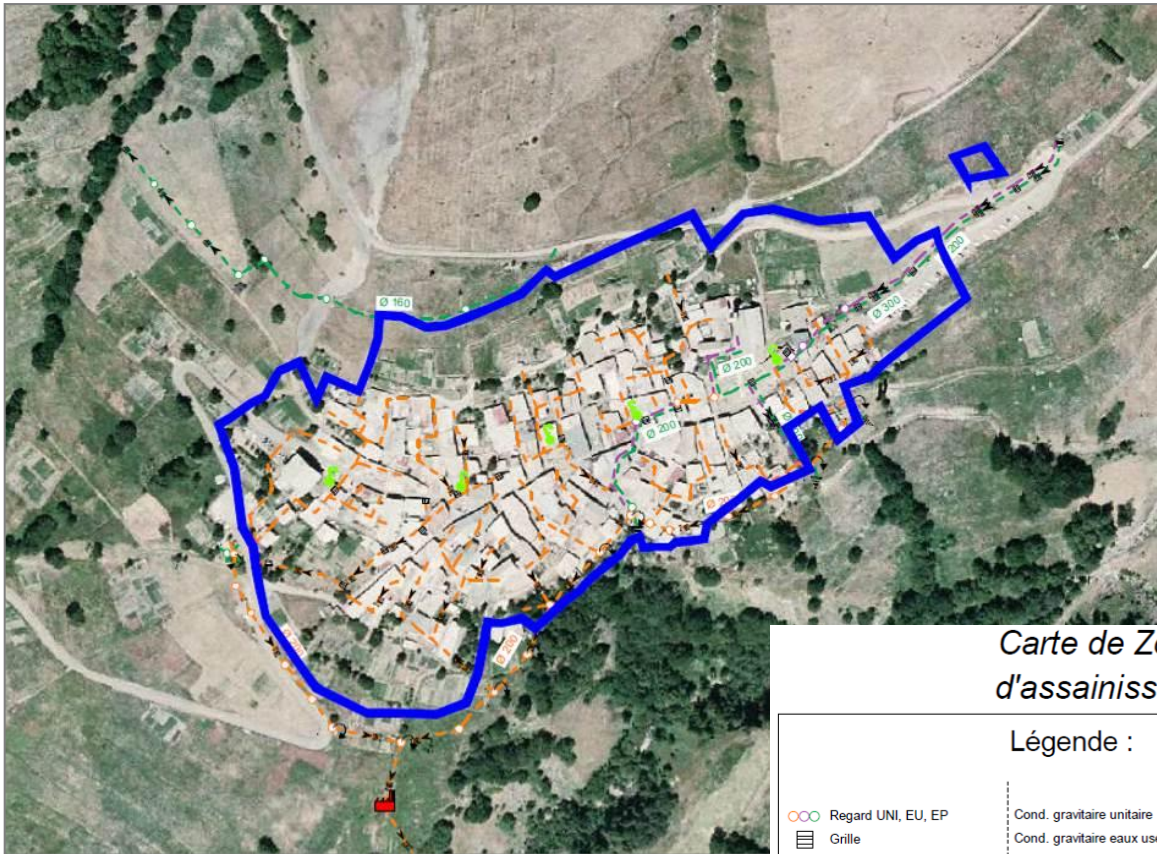 Ø 160
200
Ø 300
Ø 200
Ø 200
Ø 200
Carte de Z
d'assainiss
Légende :
Regard UNI, EU, EP
Cond. gravitaire unitaire
Grille
Cond. gravitaire eaux us